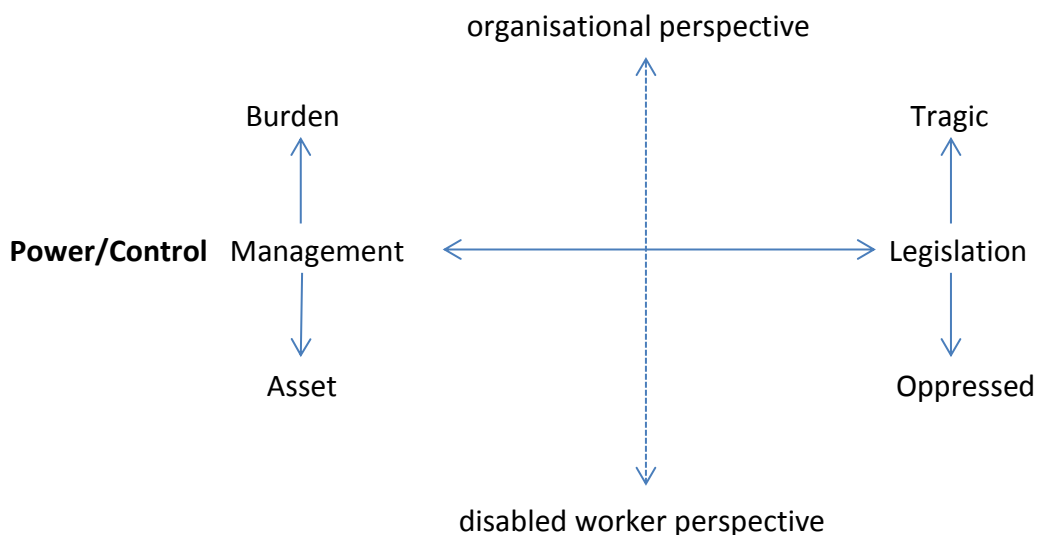 organisational perspective
Burden
Tragic
Power/Control Management
Legislation
Asset
Oppressed
disabled worker perspective